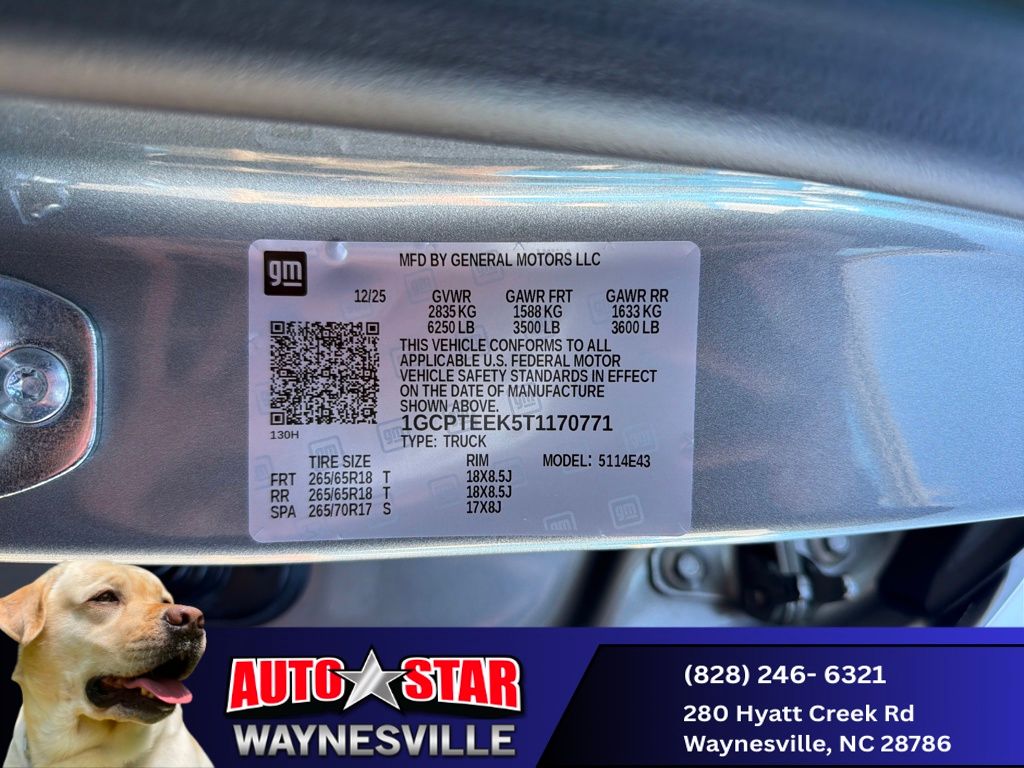 gm
MFD BY GENERAL MOTORS LLC
12/25 GVWR GAWR FRT GAWR RR
2835 KG 1588 KG 1633 KG
6250 LB 3500 LB 3600 LB
THIS VEHICLE CONFORMS TO ALL
APPLICABLE U.S. FEDERAL MOTOR
VEHICLE SAFETY STANDARDS IN EFFECT
ON THE DATE OF MANUFACTURE
SHOWN ABOVE.
130H
1GCPTEEK5T1170771
TYPE: TRUCK
TIRE SIZE RIM MODEL: 5114E43
FRT 265/65R18 T 18X8.5J
RR 265/65R18 T 18X8.5J
SPA 265/70R17 S 17X8J
AUTO STAR
WAYNESVILLE
(828) 246- 6321
280 Hyatt Creek Rd
Waynesville, NC 28786